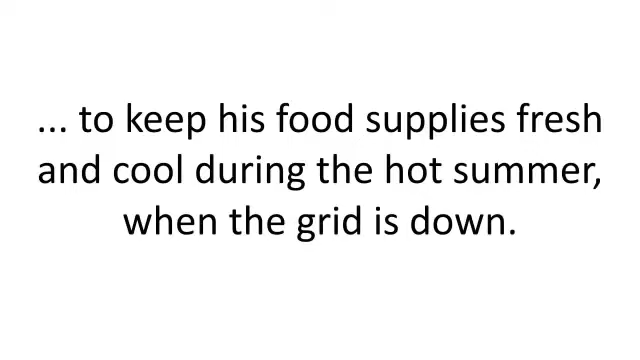 ... to keep his food supplies fresh
and cool during the hot summer,
when the grid is down.